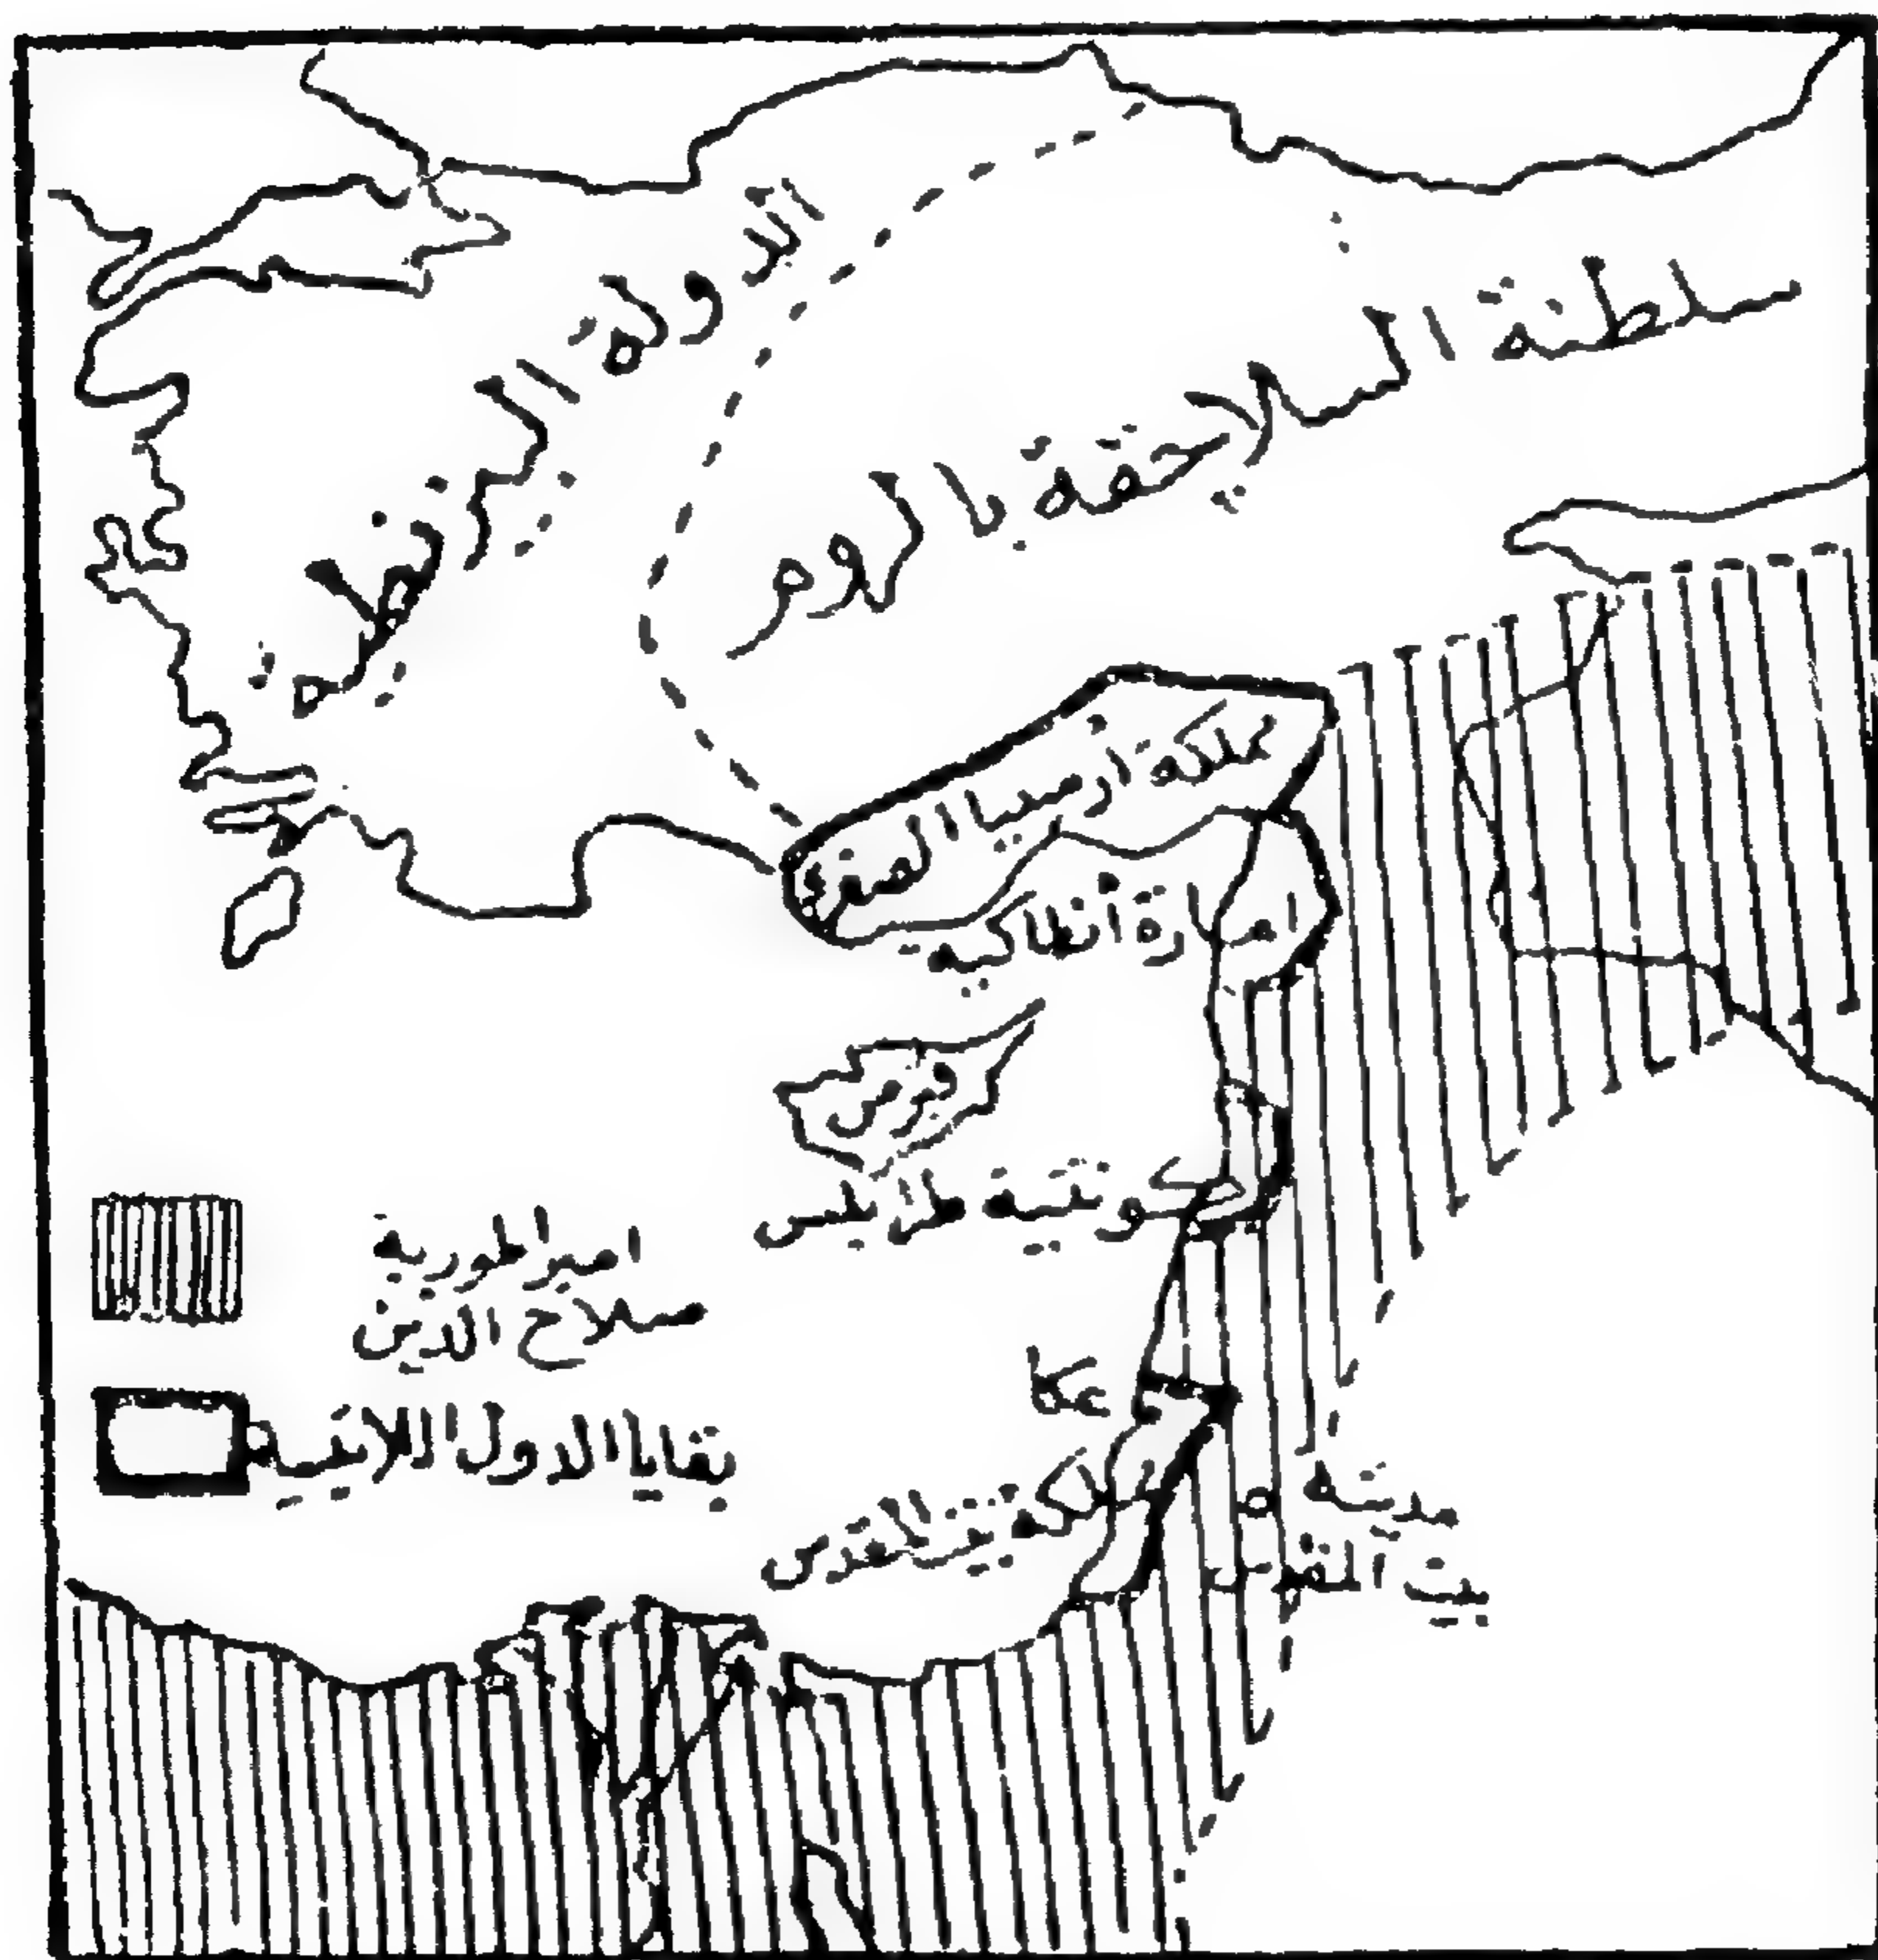 الدولة البيزنطية
سلطنة السلاجقة بالروم
مملكة أرمينيا الصغرى
امارة أنطاكية
قبرص
كونتية طرابلس
امبراطورية
صلاح الدين
عكا
بقايا الدول اللاتينية
مملكة بيت المقدس
مدينة
بيت المقدس